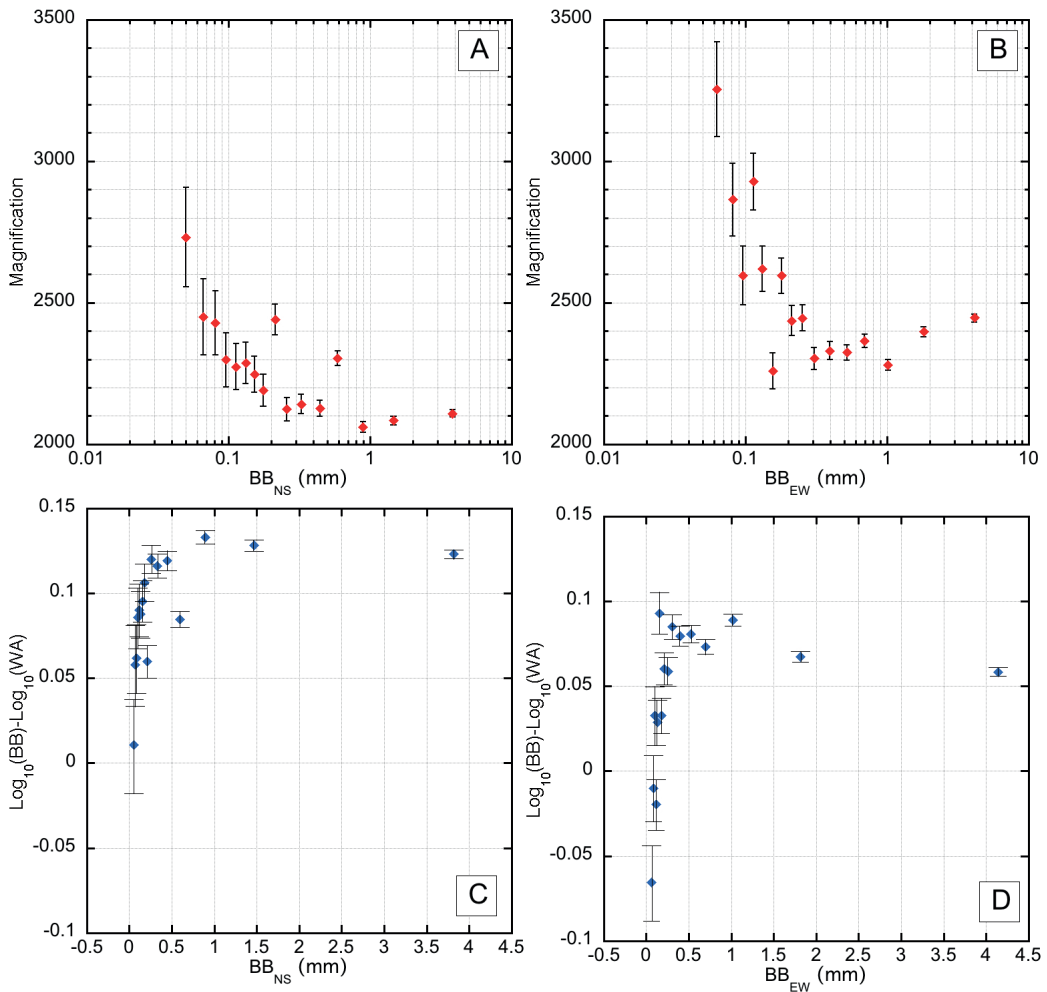 3500
3000
2500
2000
Magnification
A
0.01 0.1 1 10
BB_NS (mm)
3500
3000
2500
2000
Magnification
B
0.01 0.1 1 10
BB_EW (mm)
0.15
0.1
0.05
0
-0.05
-0.1
Log_10(BB)-Log_10(WA)
C
-0.5 0 0.5 1 1.5 2 2.5 3 3.5 4 4.5
BB_NS (mm)
0.15
0.1
0.05
0
-0.05
-0.1
Log_10(BB)-Log_10(WA)
D
-0.5 0 0.5 1 1.5 2 2.5 3 3.5 4 4.5
BB_EW (mm)